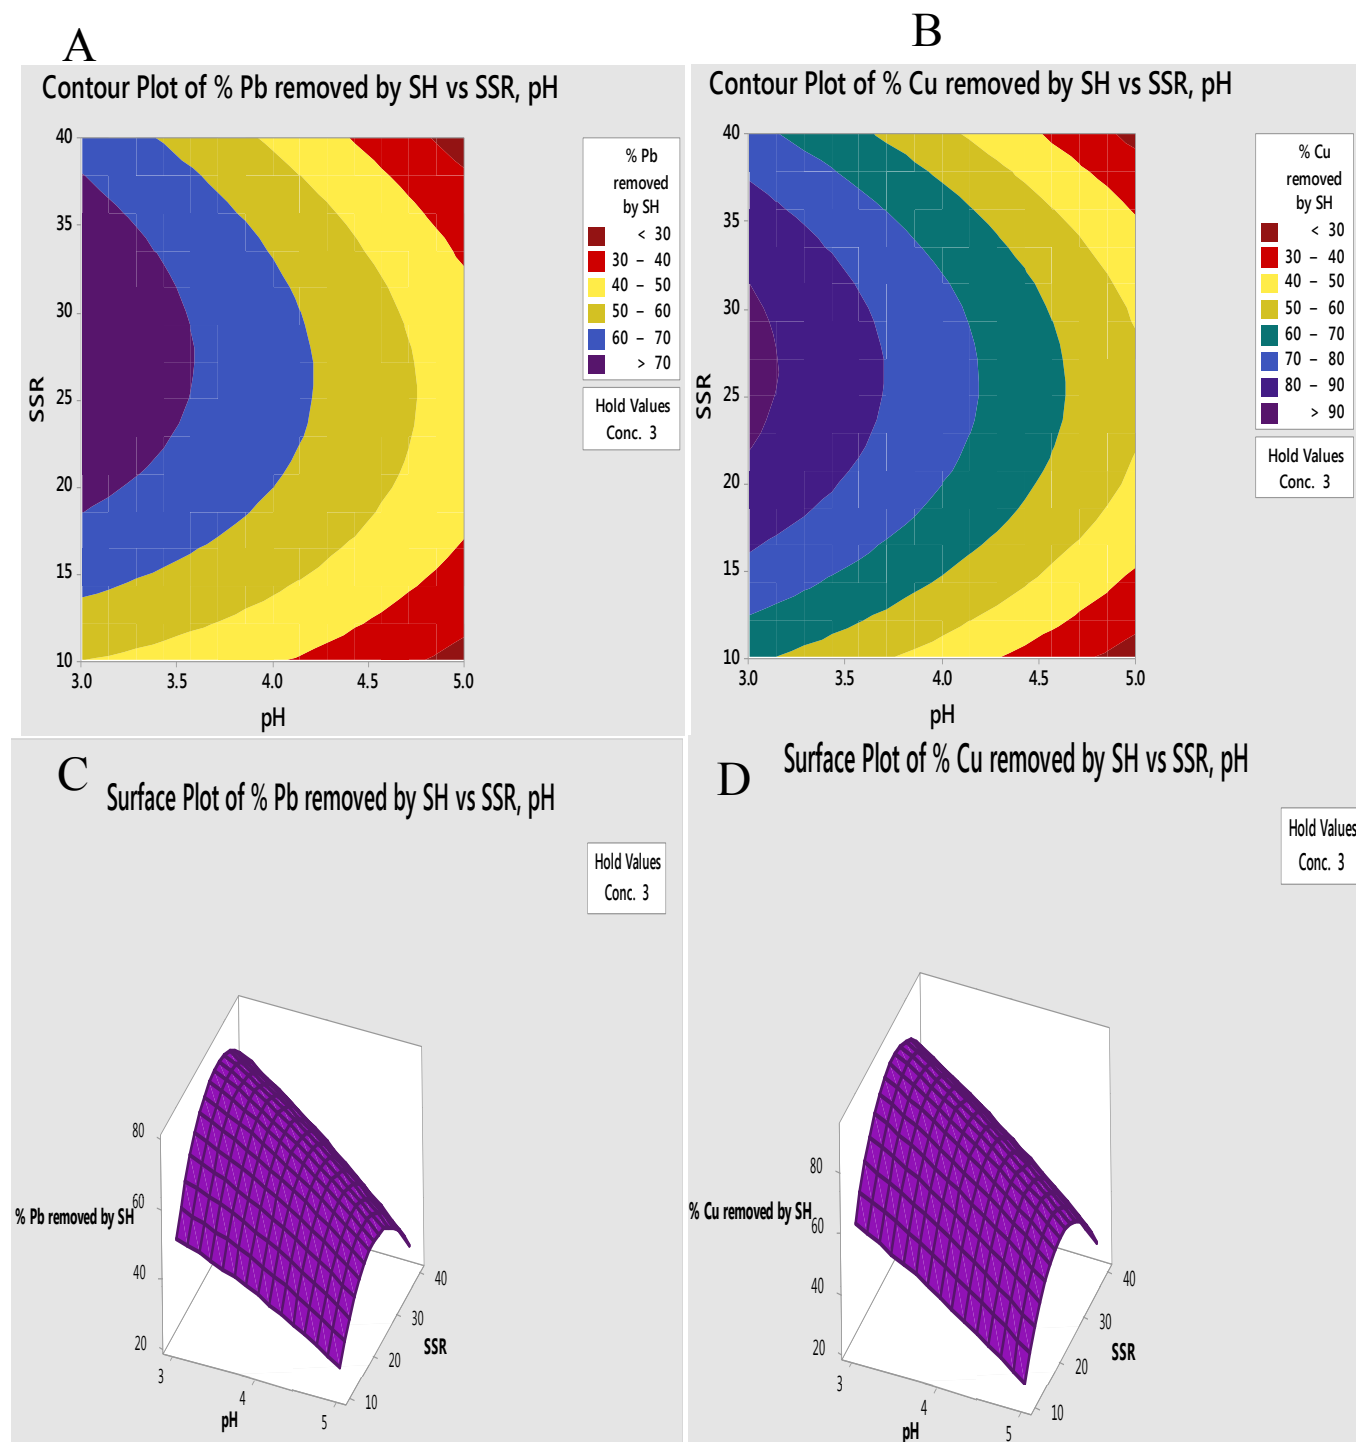 A
Contour Plot of % Pb removed by SH vs SSR, pH
40
35
30
25
20
15
10
SSR
3.0
3.5
4.0
4.5
5.0
pH
% Pb
removed
by SH
< 30
30 – 40
40 – 50
50 – 60
60 – 70
> 70
Hold Values
Conc. 3
B
Contour Plot of % Cu removed by SH vs SSR, pH
40
35
30
25
20
15
10
SSR
3.0
3.5
4.0
4.5
5.0
pH
% Cu
removed
by SH
< 30
30 – 40
40 – 50
50 – 60
60 – 70
70 – 80
80 – 90
> 90
Hold Values
Conc. 3
C
Surface Plot of % Pb removed by SH vs SSR, pH
Hold Values
Conc. 3
80
60
40
20
% Pb removed by SH
3
4
5
pH
10
20
30
40
SSR
D
Surface Plot of % Cu removed by SH vs SSR, pH
Hold Values
Conc. 3
80
60
40
20
% Cu removed by SH
3
4
5
pH
10
20
30
40
SSR